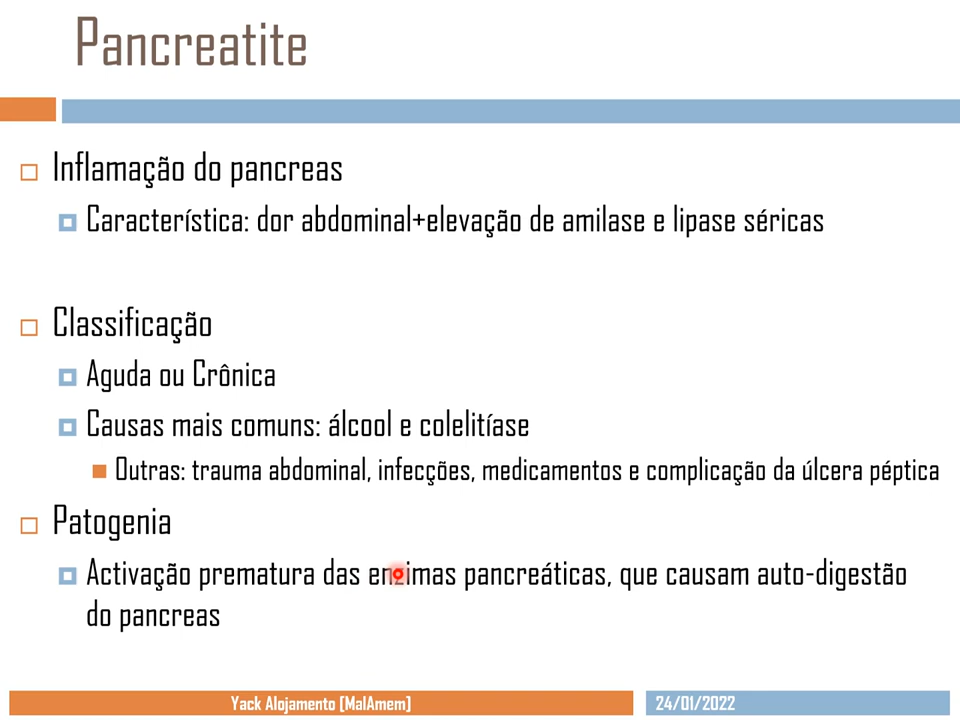 Pancreatite
Inflamação do pancreas
Característica: dor abdominal+elevação de amilase e lipase séricas
Classificação
Aguda ou Crônica
Causas mais comuns: álcool e colelitíase
Outras: trauma abdominal, infecções, medicamentos e complicação da úlcera péptica
Patogenia
Activação prematura das enzimas pancreáticas, que causam auto-digestão
do pancreas
Yack Alojamento [MalAmem]
24/01/2022